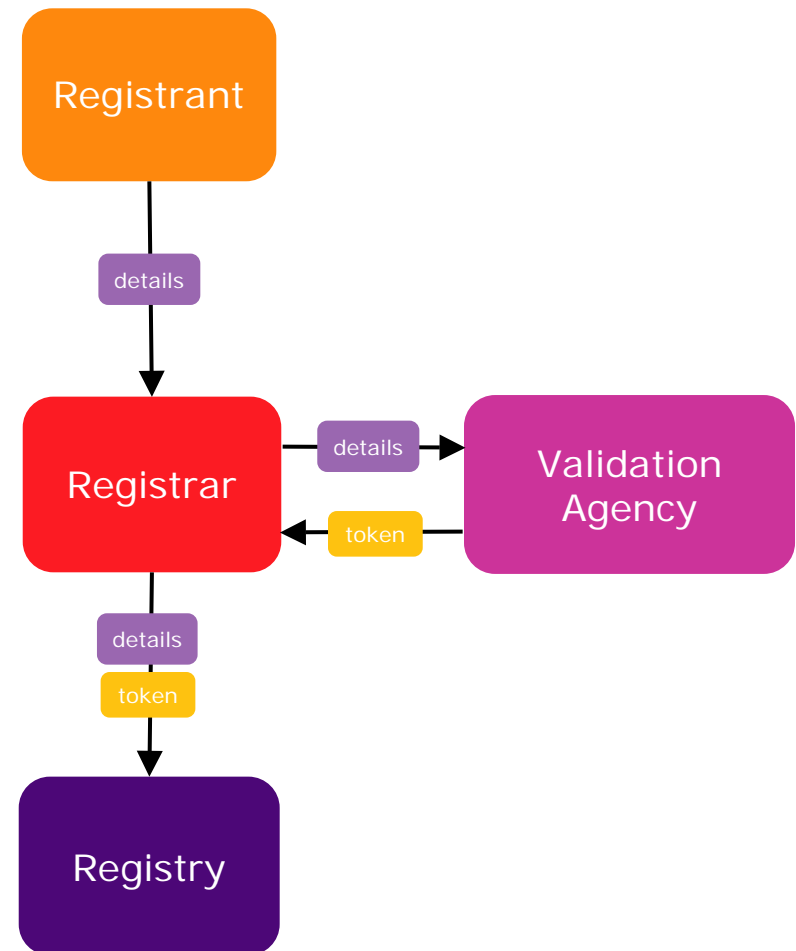 Registrant
details
Registrar
details
token
Validation
Agency
details
token
Registry